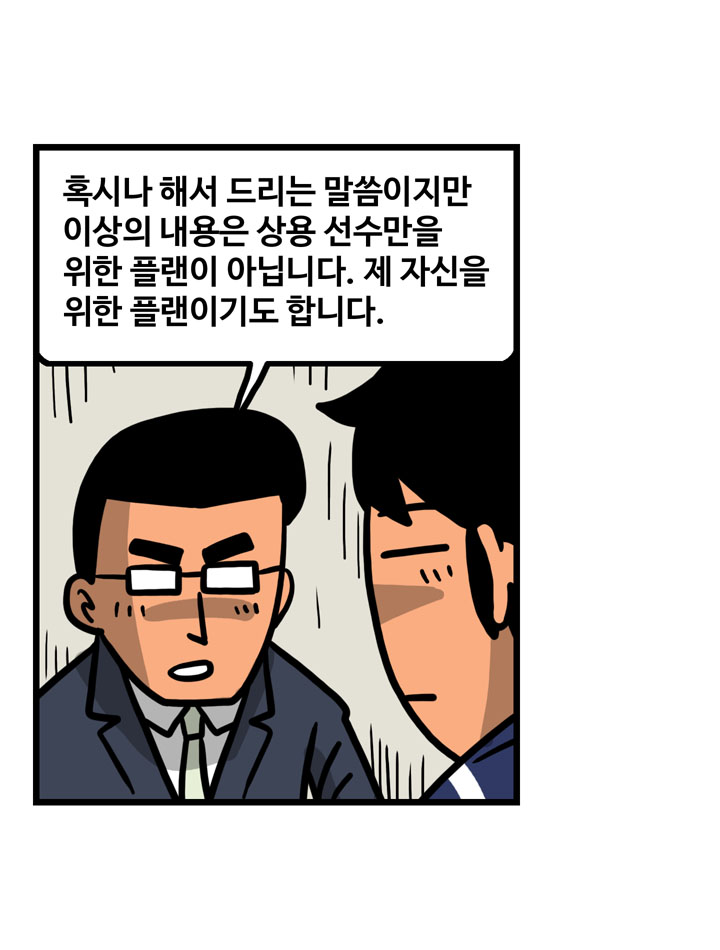 혹시나 해서 드리는 말씀이지만
이상의 내용은 상용 선수만을
위한 플랜이 아닙니다. 제 자신을
위한 플랜이기도 합니다.